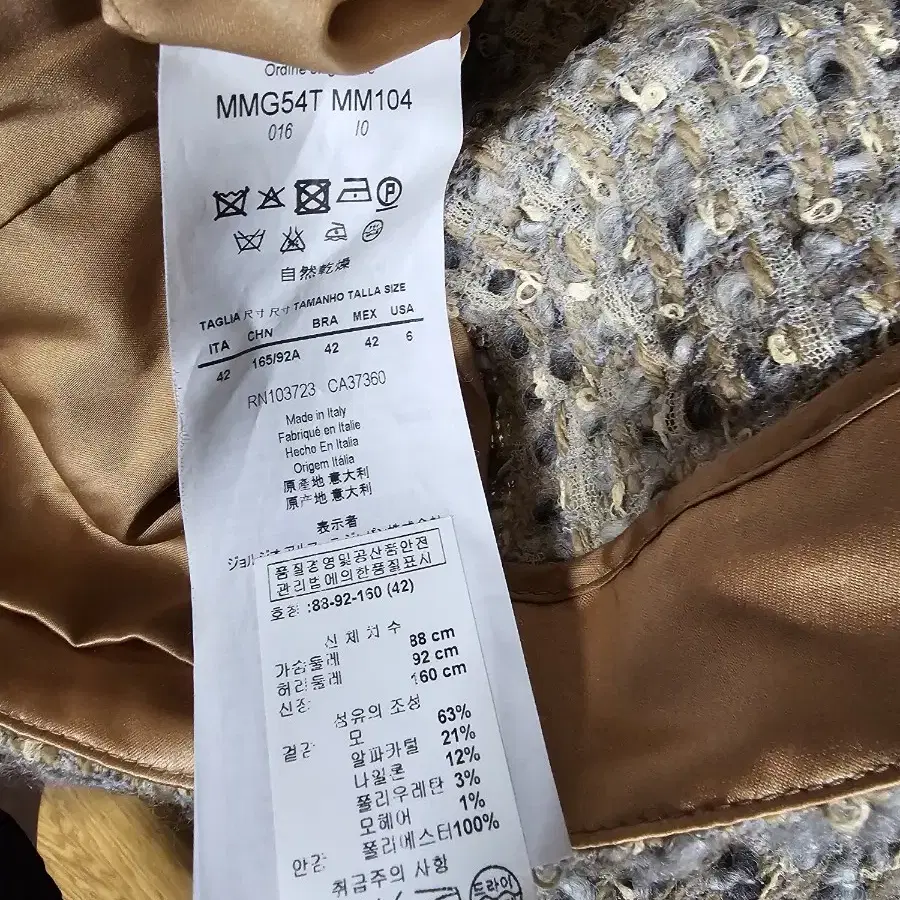 Ordine
MMG54T MM104
016 10
自然乾燥
TAGLIA 尺寸 尺寸 TAMANHO TALLA SIZE
ITA CHN BRA MEX USA
42 165/92A 42 42 6
RN103723 CA37360
Made in Italy
Fabriqué en Italie
Hecho En Italia
Origem Itália
原產地 意大利
原产地 意大利
表示者
품질경영및공산품안전
관리법에의한품질표시
호칭 :88-92-160 (42)
신체치수
가슴둘레 88 cm
허리둘레 92 cm
신장 160 cm
섬유의 조성
겉감 모 63%
알파카털 21%
나일론 12%
폴리우레탄 3%
모헤어 1%
안감 폴리에스터100%
취급주의 사항
드라이